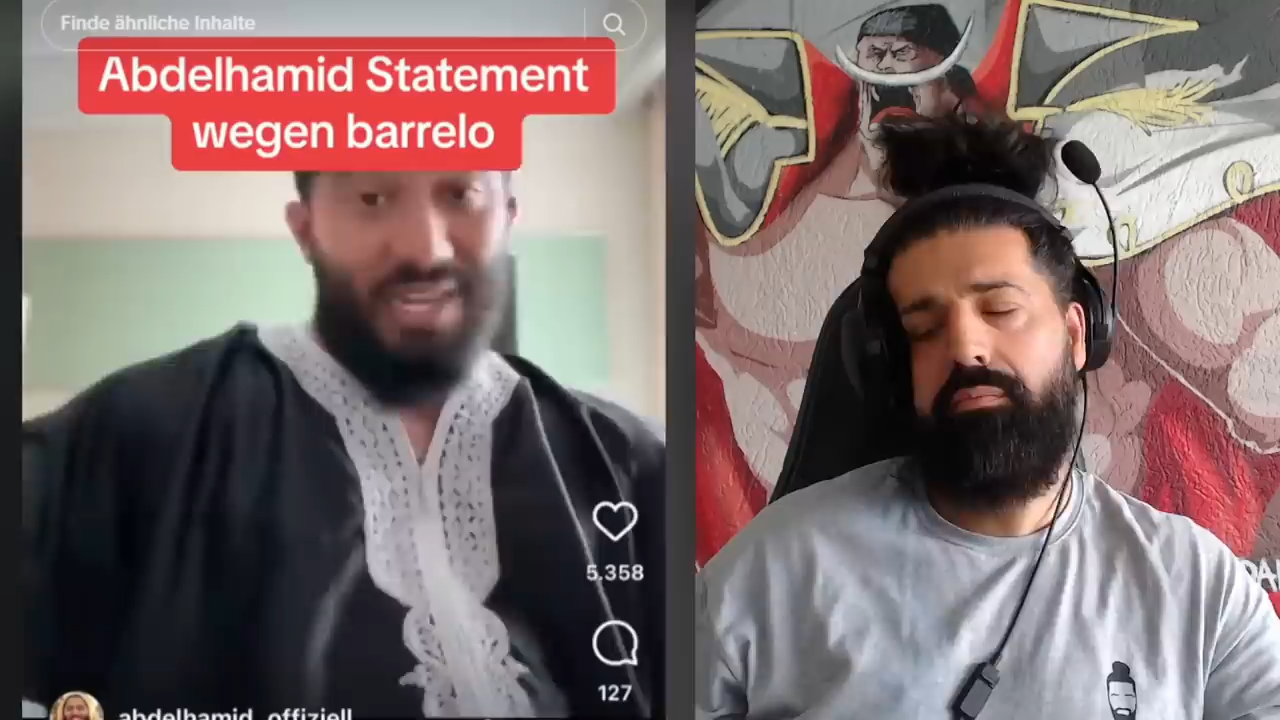 Finde ähnliche Inhalte
Abdelhamid Statement
wegen barrelo
5.358
127
abdelhamid_offiziell